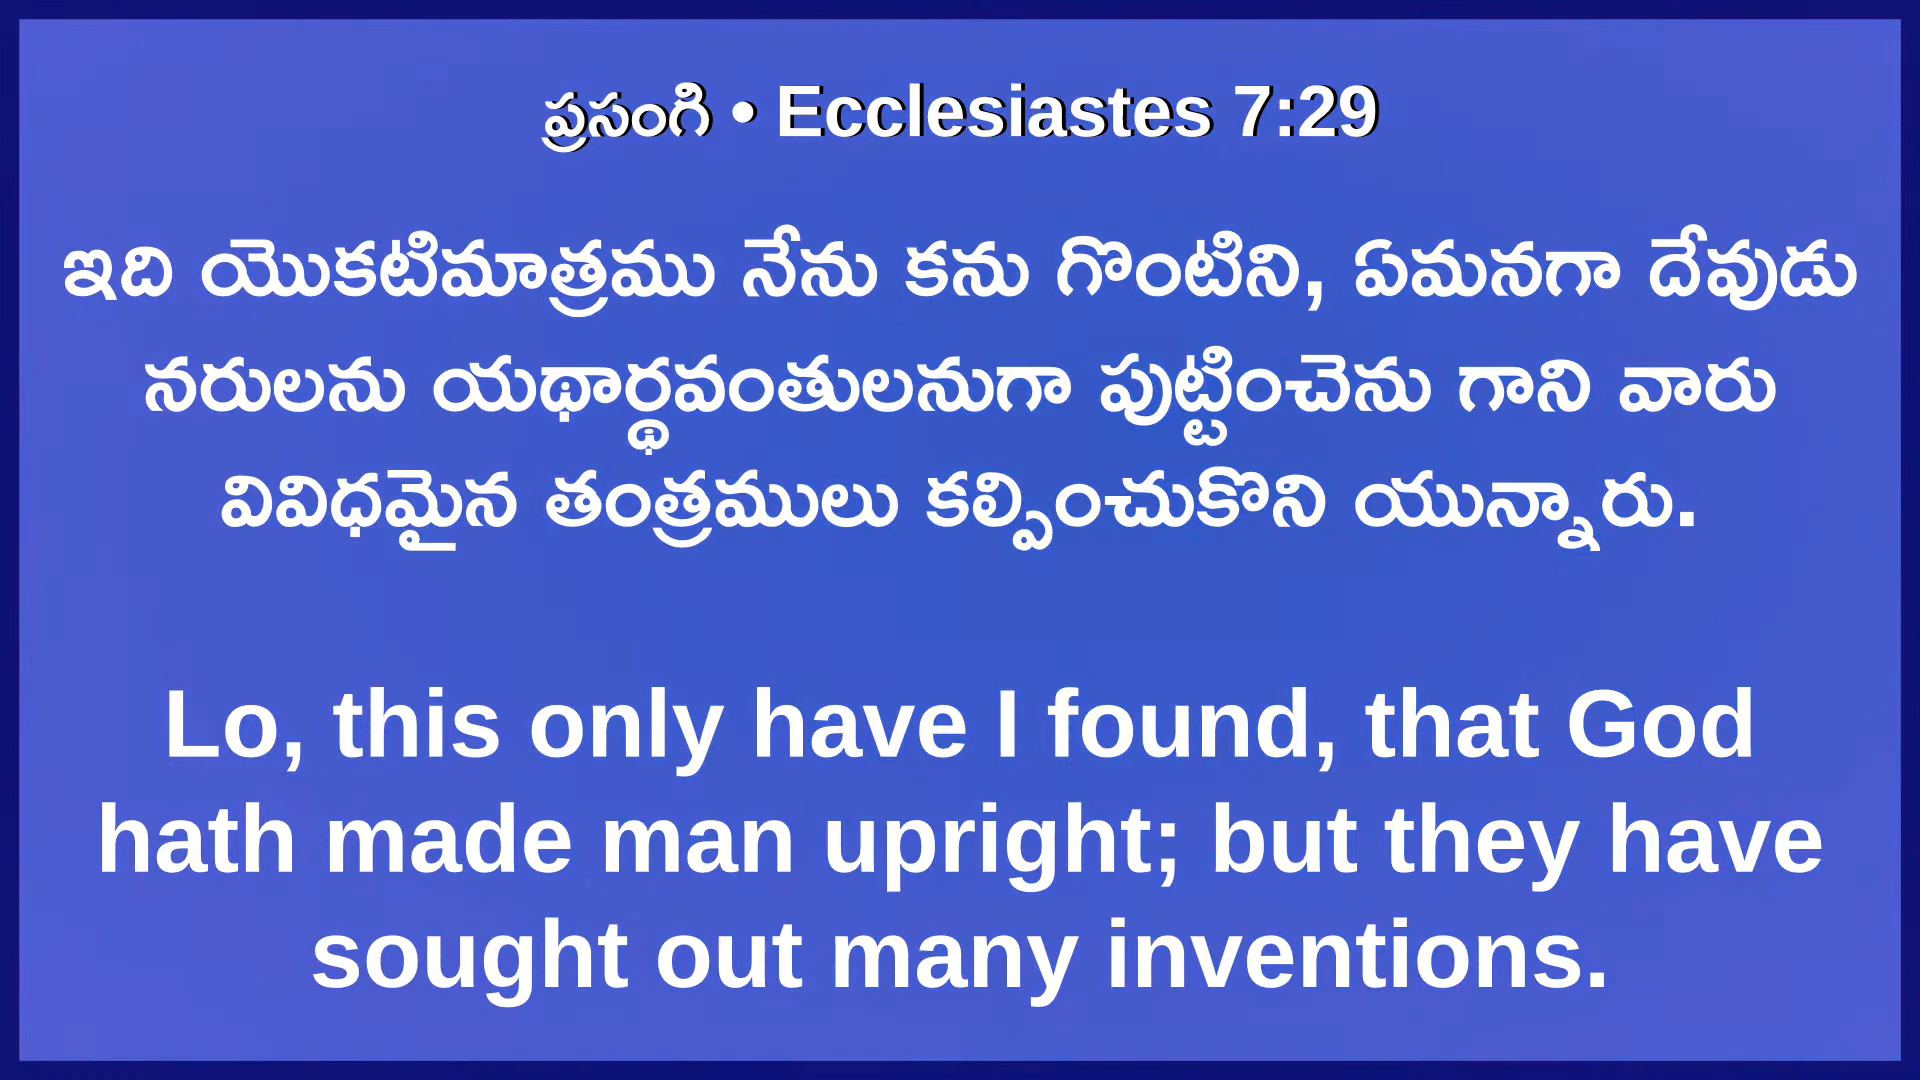 ప్రసంగి • Ecclesiastes 7:29
ఇది యొకటిమాత్రము నేను కను గొంటిని, ఏమనగా దేవుడు
నరులను యథార్థవంతులనుగా పుట్టించెను గాని వారు
వివిధమైన తంత్రములు కల్పించుకొని యున్నారు.
Lo, this only have I found, that God
hath made man upright; but they have
sought out many inventions.